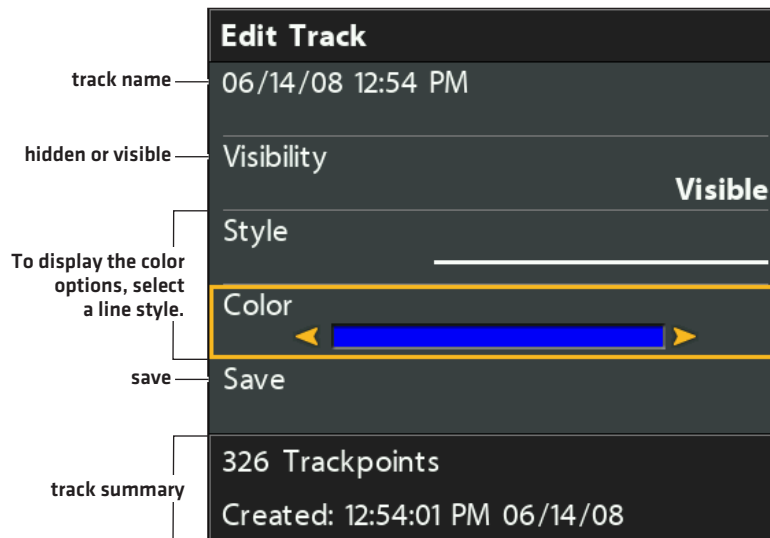 Edit Track
track name
06/14/08 12:54 PM
hidden or visible
Visibility
Visible
To display the color
options, select
a line style.
Style
Color
save
Save
track summary
326 Trackpoints
Created: 12:54:01 PM 06/14/08